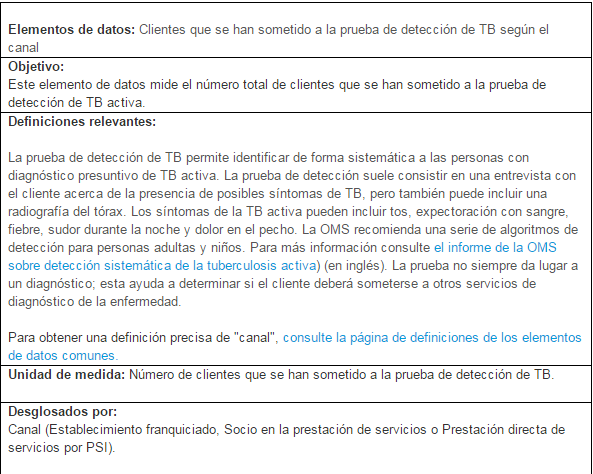 Elementos de datos: Clientes que se han sometido a la prueba de detección de TB según el
canal
Objetivo:
Este elemento de datos mide el número total de clientes que se han sometido a la prueba de
detección de TB activa.
Definiciones relevantes:
La prueba de detección de TB permite identificar de forma sistemática a las personas con
diagnóstico presuntivo de TB activa. La prueba de detección suele consistir en una entrevista con
el cliente acerca de la presencia de posibles síntomas de TB, pero también puede incluir una
radiografía del tórax. Los síntomas de la TB activa pueden incluir tos, expectoración con sangre,
fiebre, sudor durante la noche y dolor en el pecho. La OMS recomienda una serie de algoritmos de
detección para personas adultas y niños. Para más información consulte el informe de la OMS
sobre detección sistemática de la tuberculosis activa) (en inglés). La prueba no siempre da lugar a
un diagnóstico; esta ayuda a determinar si el cliente deberá someterse a otros servicios de
diagnóstico de la enfermedad.
Para obtener una definición precisa de "canal", consulte la página de definiciones de los elementos
de datos comunes.
Unidad de medida: Número de clientes que se han sometido a la prueba de detección de TB.
Desglosados por:
Canal (Establecimiento franquiciado, Socio en la prestación de servicios o Prestación directa de
servicios por PSI).